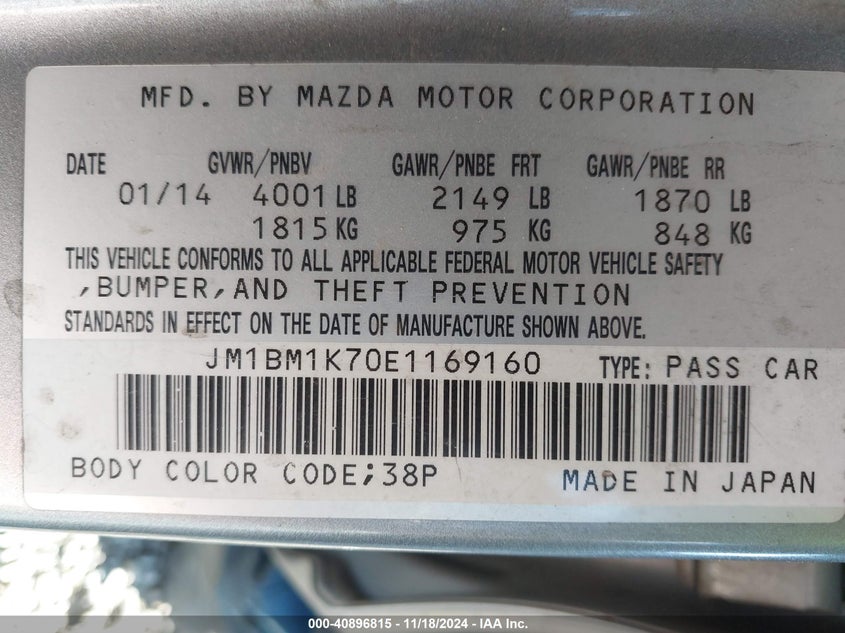 MFD. BY MAZDA MOTOR CORPORATION
DATE GVWR/PNBV GAWR/PNBE FRT GAWR/PNBE RR
01/14 4001 LB 2149 LB 1870 LB
1815 KG 975 KG 848 KG
THIS VEHICLE CONFORMS TO ALL APPLICABLE FEDERAL MOTOR VEHICLE SAFETY
,BUMPER,AND THEFT PREVENTION
STANDARDS IN EFFECT ON THE DATE OF MANUFACTURE SHOWN ABOVE.
JM1BM1K70E1169160 TYPE: PASS CAR
BODY COLOR CODE;38P MADE IN JAPAN
000-40896815 - 11/18/2024 - IAA Inc.